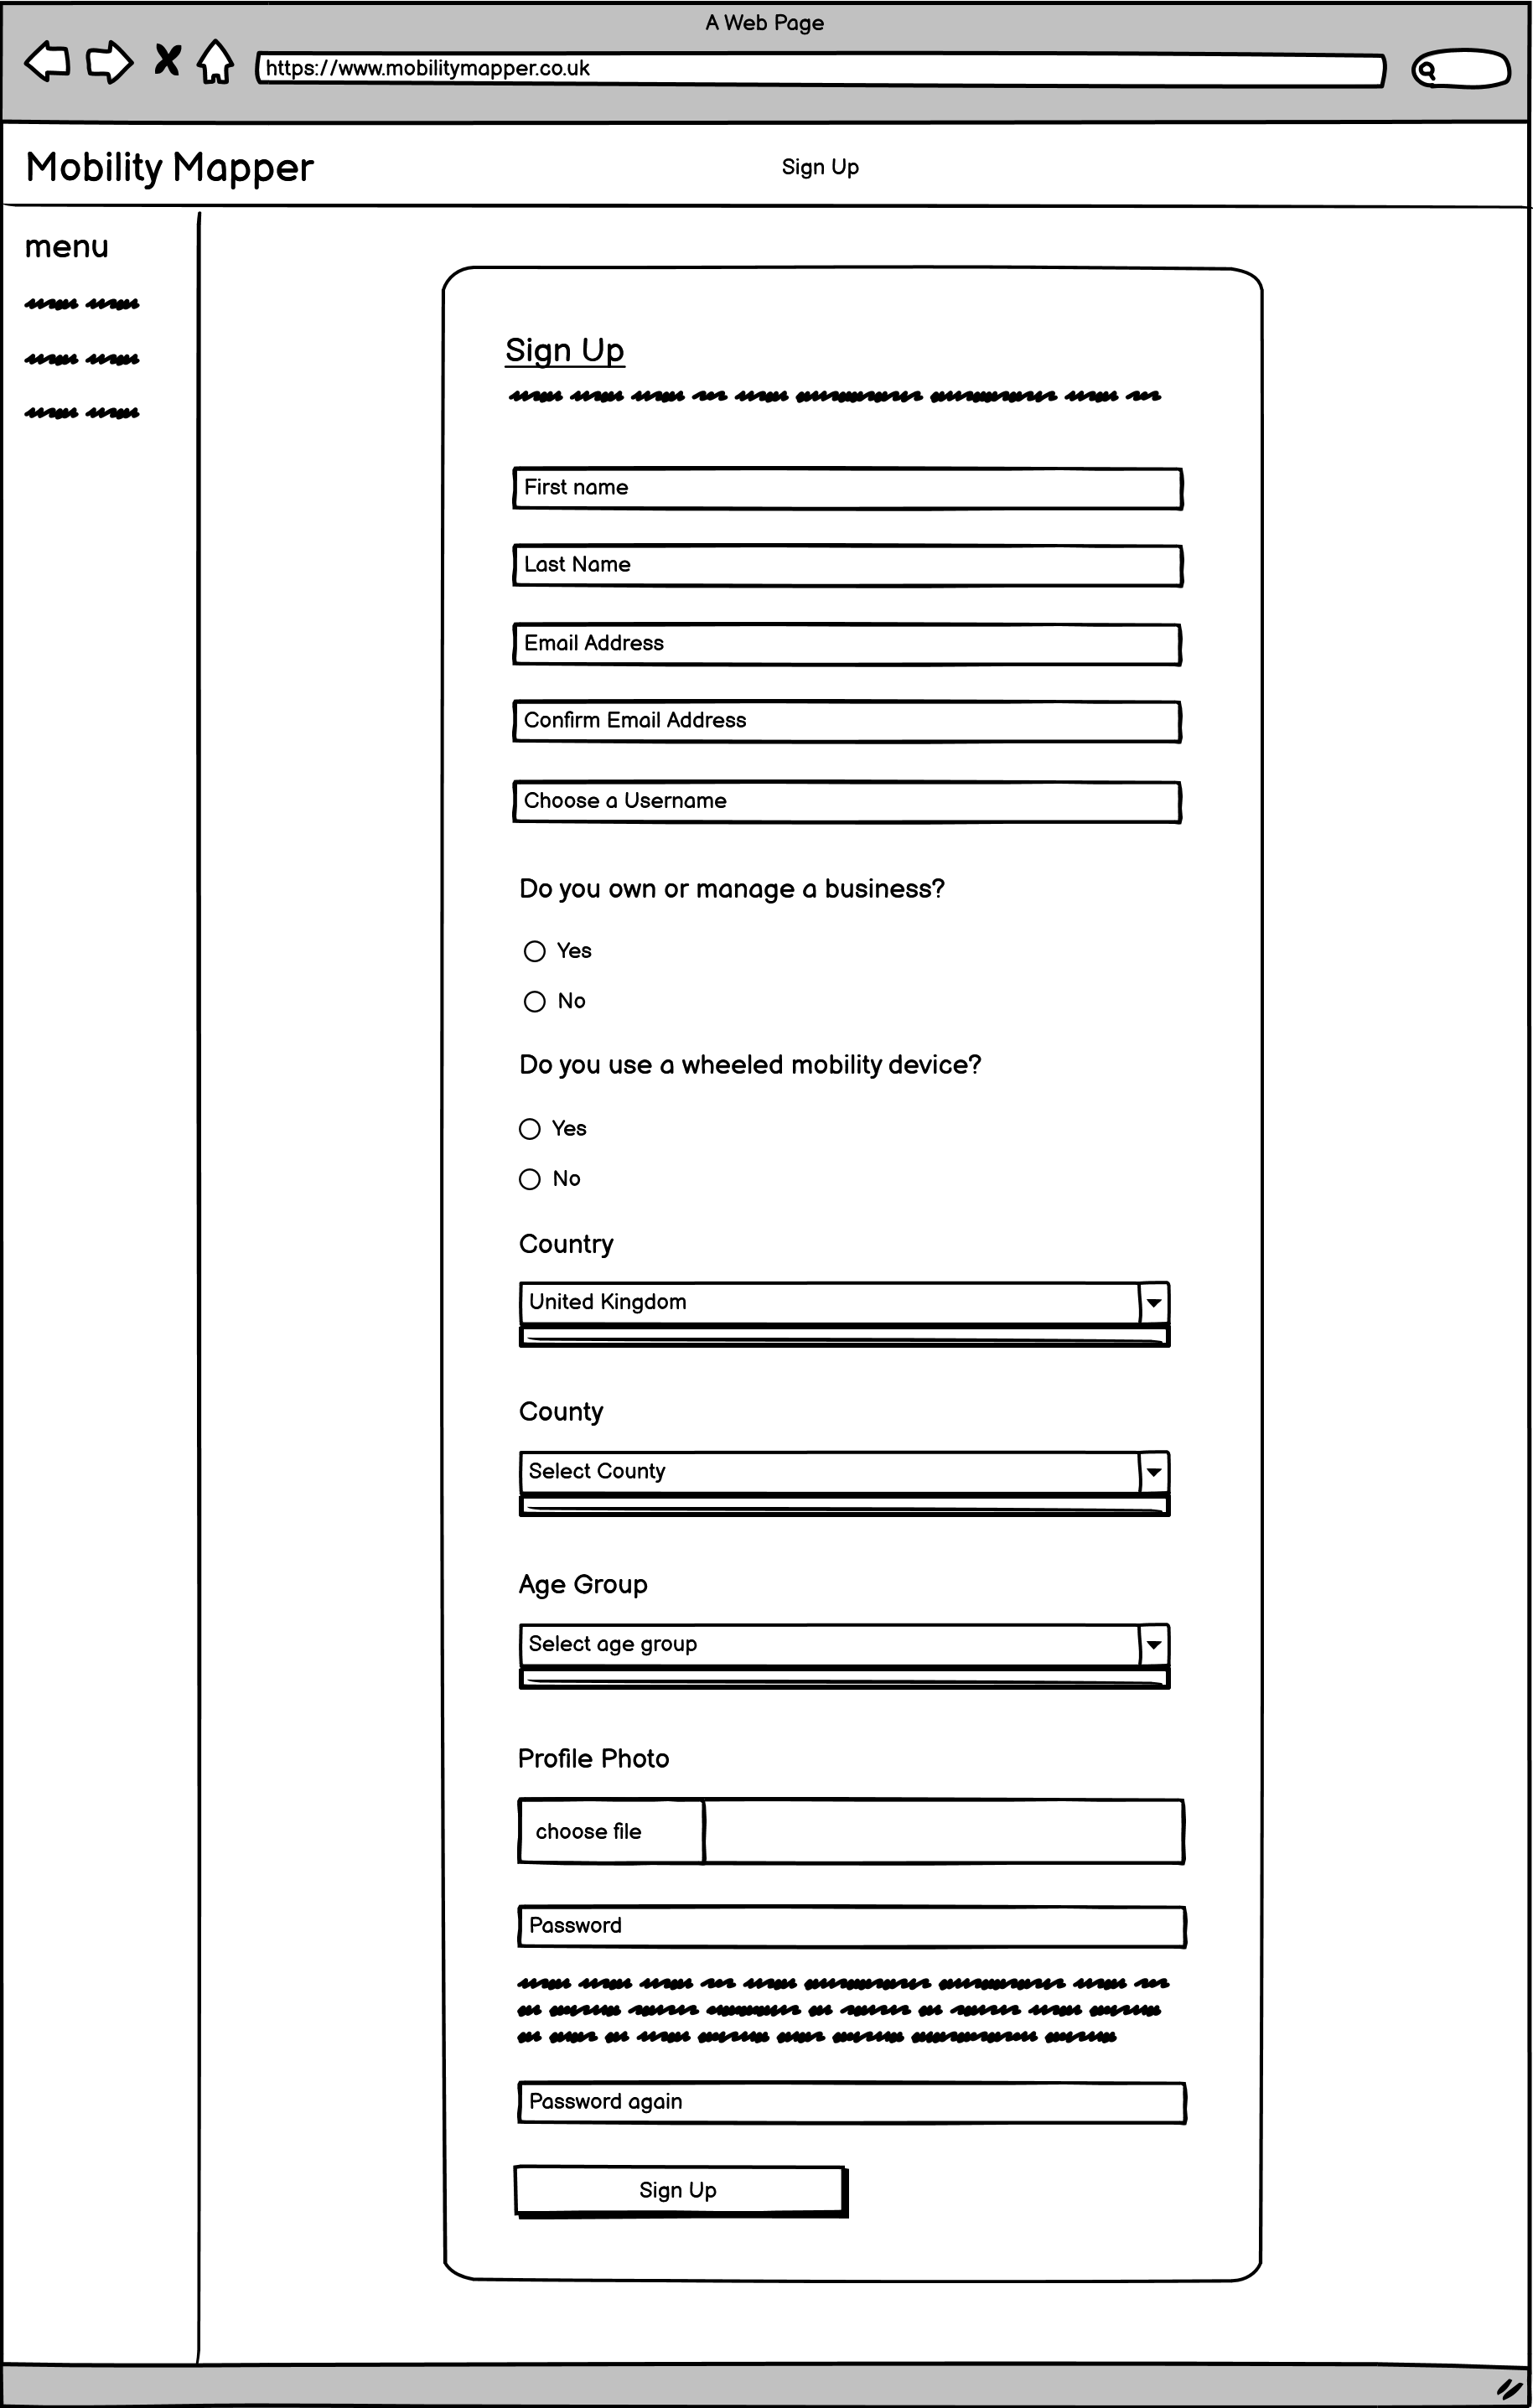 A Web Page
https://www.mobilitymapper.co.uk
Mobility Mapper
Sign Up
menu
Sign Up
First name
Last Name
Email Address
Confirm Email Address
Choose a Username
Do you own or manage a business?
Yes
No
Do you use a wheeled mobility device?
Yes
No
Country
United Kingdom
County
Select County
Age Group
Select age group
Profile Photo
choose file
Password
Password again
Sign Up